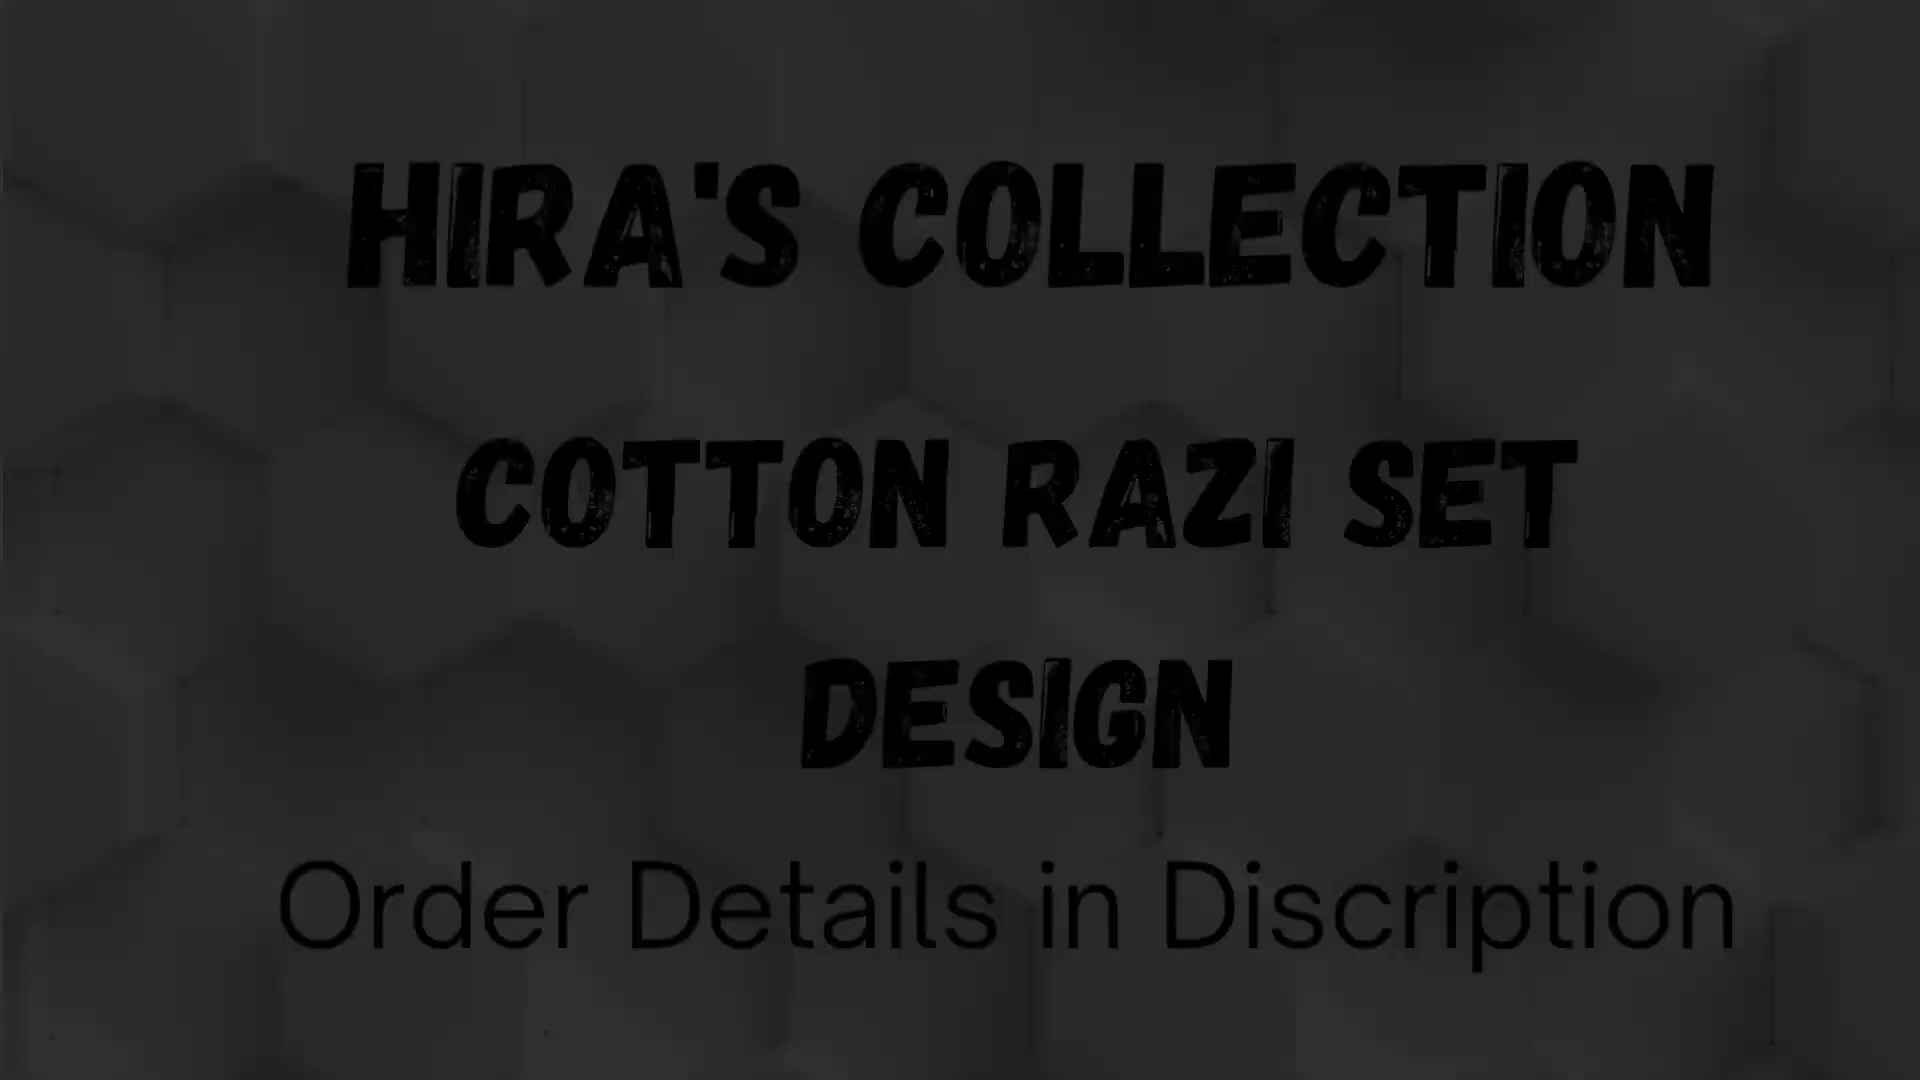 HIRA'S COLLECTION
COTTON RAZI SET
DESIGN
Order Details in Discription